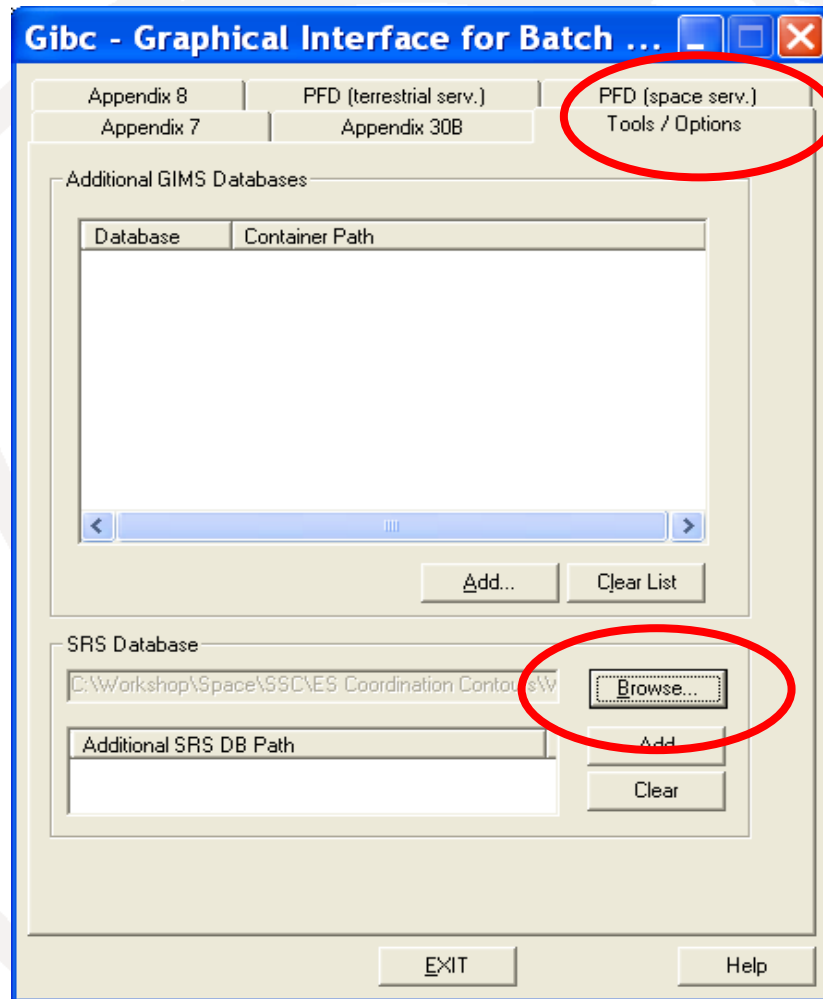 Gibc - Graphical Interface for Batch ...
Appendix 8 PFD (terrestrial serv.) PFD (space serv.)
Appendix 7 Appendix 30B Tools / Options
Additional GIMS Databases
Database Container Path
Add... Clear List
SRS Database
C:\Workshop\Space\SSC\ES Coordination Contours\V
Browse...
Additional SRS DB Path
Add
Clear
EXIT Help